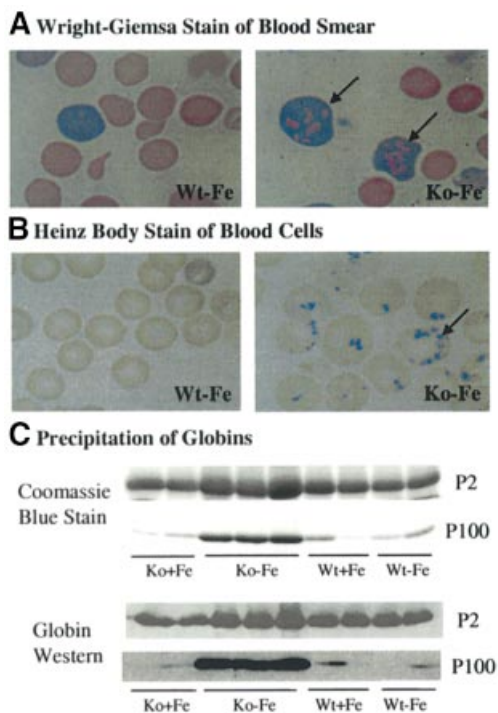 A Wright-Giemsa Stain of Blood Smear
Wt-Fe
Ko-Fe
B Heinz Body Stain of Blood Cells
Wt-Fe
Ko-Fe
C Precipitation of Globins
Coomassie
Blue Stain
P2
P100
Ko+Fe Ko-Fe Wt+Fe Wt-Fe
Globin
Western
P2
P100
Ko+Fe Ko-Fe Wt+Fe Wt-Fe